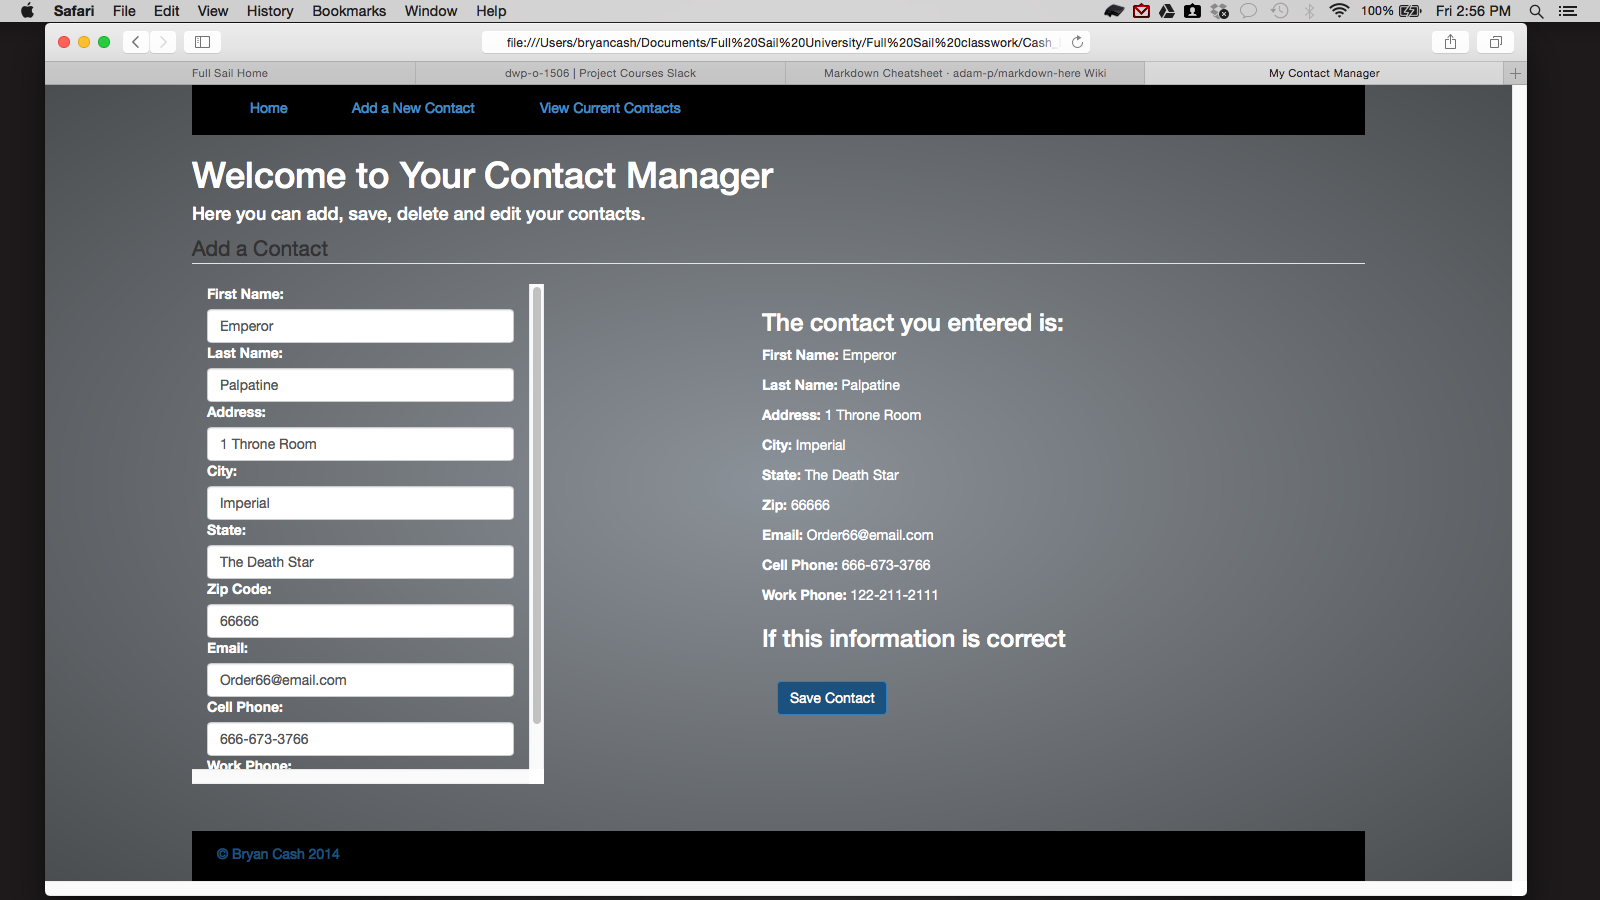 Safari File Edit View History Bookmarks Window Help 100% Fri 2:56 PM
file:///Users/bryancash/Documents/Full%20Sail%20University/Full%20Sail%20classwork/Cash_
Full Sail Home dwp-o-1506 | Project Courses Slack Markdown Cheatsheet · adam-p/markdown-here Wiki My Contact Manager
Home Add a New Contact View Current Contacts
Welcome to Your Contact Manager
Here you can add, save, delete and edit your contacts.
Add a Contact
First Name:
Emperor
Last Name:
Palpatine
Address:
1 Throne Room
City:
Imperial
State:
The Death Star
Zip Code:
66666
Email:
Order66@email.com
Cell Phone:
666-673-3766
Work Phone:
The contact you entered is:
First Name: Emperor
Last Name: Palpatine
Address: 1 Throne Room
City: Imperial
State: The Death Star
Zip: 66666
Email: Order66@email.com
Cell Phone: 666-673-3766
Work Phone: 122-211-2111
If this information is correct
Save Contact
© Bryan Cash 2014